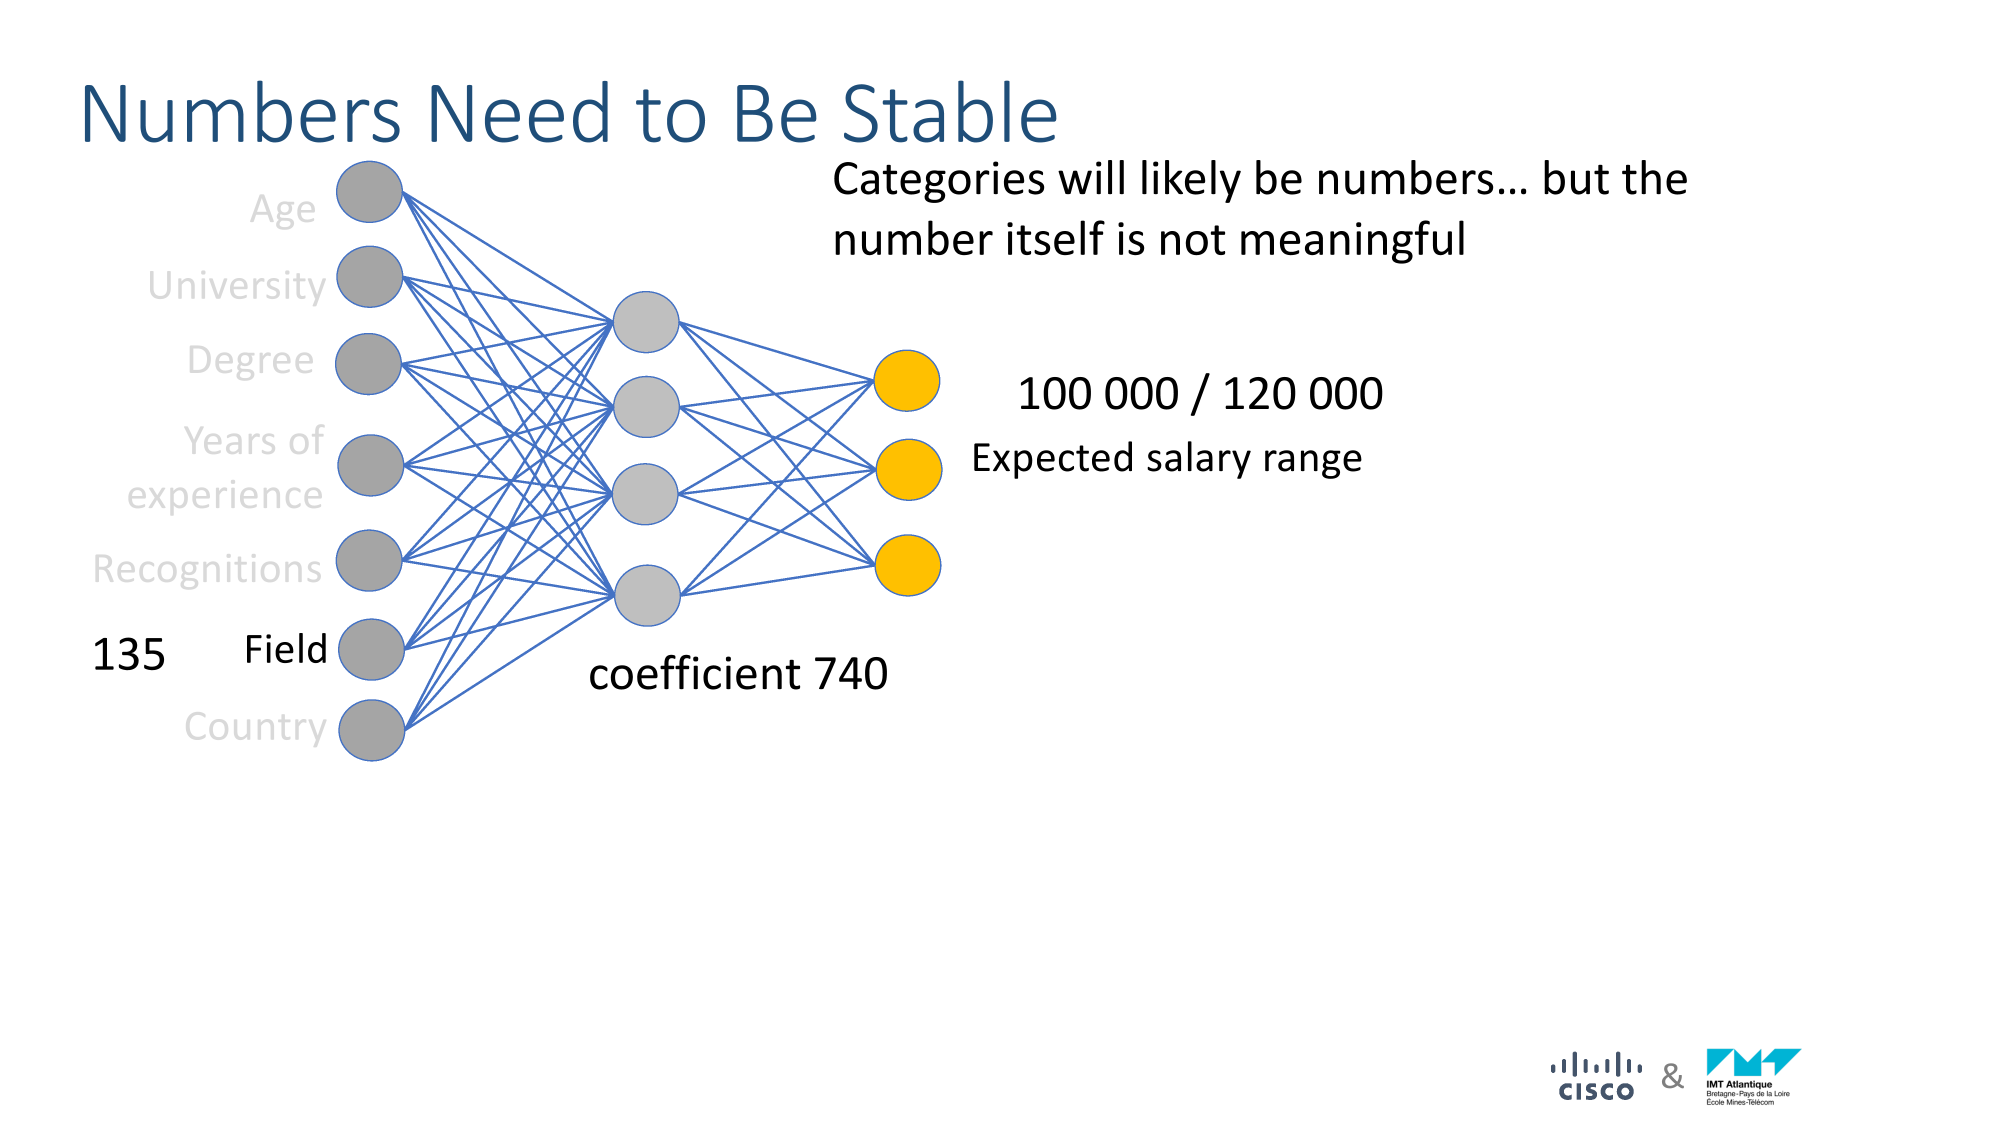 Numbers Need to Be Stable
Categories will likely be numbers... but the
number itself is not meaningful
Age
University
Degree
Years of
experience
Recognitions
135
Field
Country
100 000 / 120 000
Expected salary range
coefficient 740
CISCO
&
IMT Atlantique
Bretagne-Pays de la Loire
École Mines-Télécom